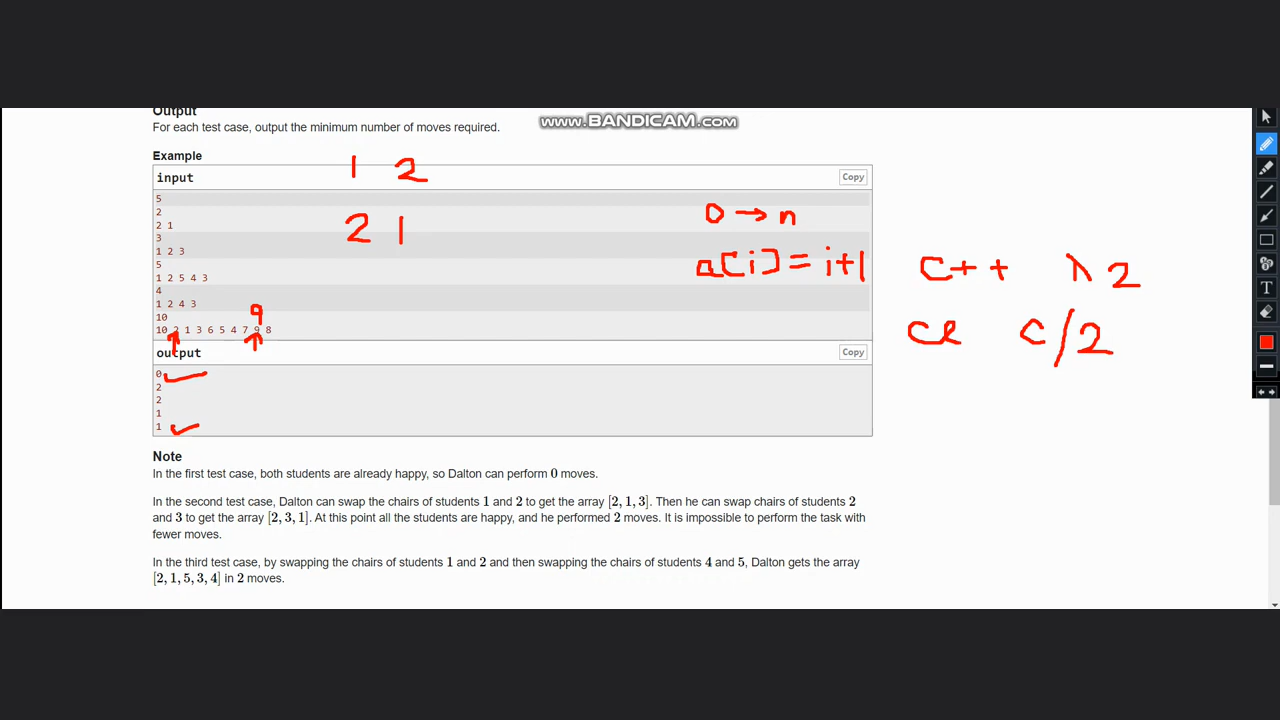 Output
www.BANDICAM.com
For each test case, output the minimum number of moves required.
Example
1 2
input
Copy
5
2
2 1
2 1
3
1 2 3
5
1 2 5 4 3
4
1 2 4 3
10
10 2 1 3 6 5 4 7 9 8
9
0 → n
a[i] = i+1
C++
2
C/2
output
Copy
0
2
2
1
1
Note
In the first test case, both students are already happy, so Dalton can perform 0 moves.
In the second test case, Dalton can swap the chairs of students 1 and 2 to get the array [2, 1, 3]. Then he can swap chairs of students 2
and 3 to get the array [2, 3, 1]. At this point all the students are happy, and he performed 2 moves. It is impossible to perform the task with
fewer moves.
In the third test case, by swapping the chairs of students 1 and 2 and then swapping the chairs of students 4 and 5, Dalton gets the array
[2, 1, 5, 3, 4] in 2 moves.
T